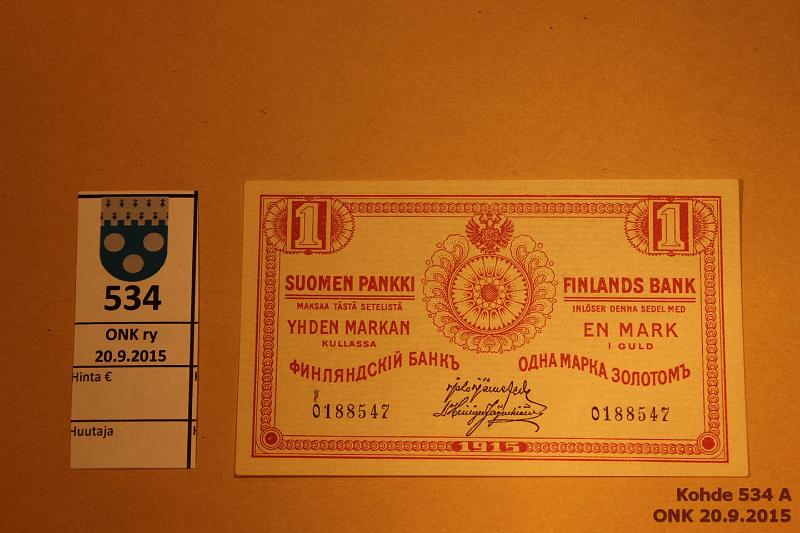 534
ONK ry
20.9.2015
Hinta €
Huutaja
1
1
SUOMEN PANKKI
MAKSAA TÄSTÄ SETELISTÄ
YHDEN MARKAN
KULLASSA
FINLANDS BANK
INLÖSER DENNA SEDEL MED
EN MARK
I GULD
ФИНЛЯНДСКІЙ БАНКЪ
ОДНА МАРКА ЗОЛОТОМЪ
0188547
0188547
1915
Kohde 534 A
ONK 20.9.2015